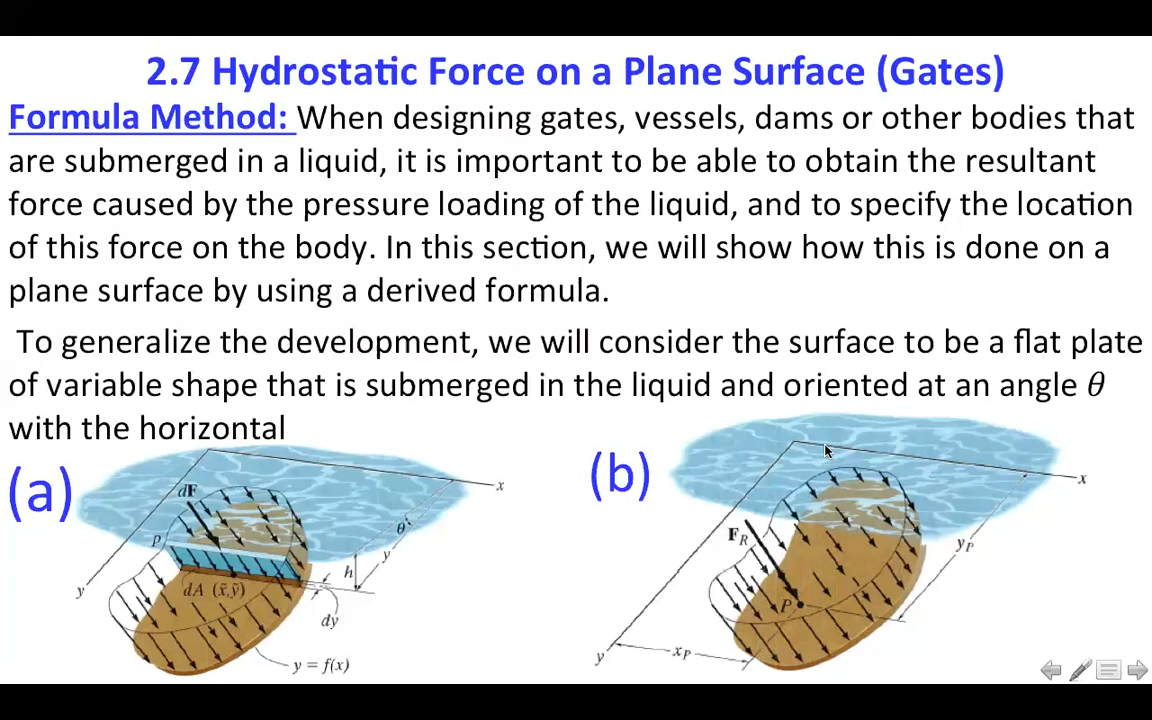 2.7 Hydrostatic Force on a Plane Surface (Gates)
Formula Method: When designing gates, vessels, dams or other bodies that
are submerged in a liquid, it is important to be able to obtain the resultant
force caused by the pressure loading of the liquid, and to specify the location
of this force on the body. In this section, we will show how this is done on a
plane surface by using a derived formula.
To generalize the development, we will consider the surface to be a flat plate
of variable shape that is submerged in the liquid and oriented at an angle θ
with the horizontal
(a)
dF
x
θ
p
y
h
y
dA (x̃,ỹ)
dy
y = f(x)
(b)
x
F_R
y_P
P
x_P
y